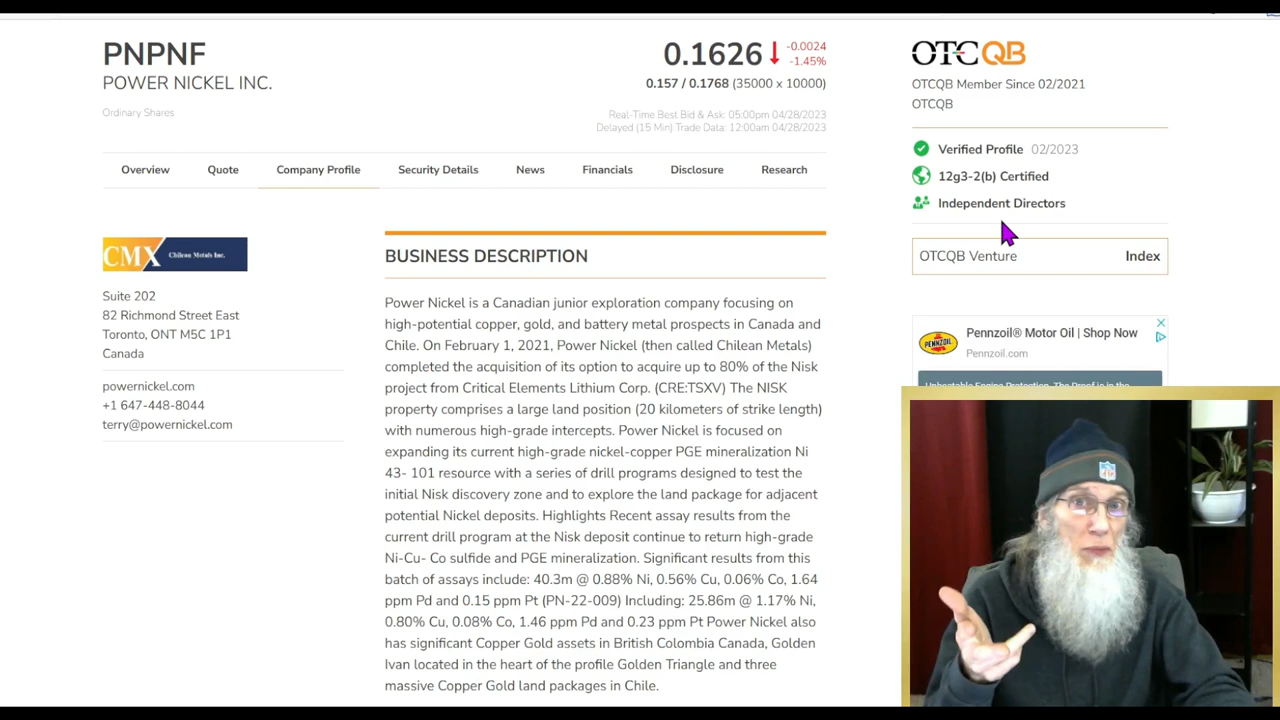 PNPNF
POWER NICKEL INC.
Ordinary Shares
0.1626 -0.0024
-1.45%
0.157 / 0.1768 (35000 x 10000)
Real-Time Best Bid & Ask: 05:00pm 04/28/2023
Delayed (15 Min) Trade Data: 12:00am 04/28/2023
OTCQB
OTCQB Member Since 02/2021
OTCQB
Verified Profile 02/2023
12g3-2(b) Certified
Independent Directors
OTCQB Venture Index
Overview Quote Company Profile Security Details News Financials Disclosure Research
CMX Chilean Metals Inc.
Suite 202
82 Richmond Street East
Toronto, ONT M5C 1P1
Canada
powernickel.com
+1 647-448-8044
terry@powernickel.com
BUSINESS DESCRIPTION
Power Nickel is a Canadian junior exploration company focusing on
high-potential copper, gold, and battery metal prospects in Canada and
Chile. On February 1, 2021, Power Nickel (then called Chilean Metals)
completed the acquisition of its option to acquire up to 80% of the Nisk
project from Critical Elements Lithium Corp. (CRE:TSXV) The NISK
property comprises a large land position (20 kilometers of strike length)
with numerous high-grade intercepts. Power Nickel is focused on
expanding its current high-grade nickel-copper PGE mineralization Ni
43- 101 resource with a series of drill programs designed to test the
initial Nisk discovery zone and to explore the land package for adjacent
potential Nickel deposits. Highlights Recent assay results from the
current drill program at the Nisk deposit continue to return high-grade
Ni-Cu- Co sulfide and PGE mineralization. Significant results from this
batch of assays include: 40.3m @ 0.88% Ni, 0.56% Cu, 0.06% Co, 1.64
ppm Pd and 0.15 ppm Pt (PN-22-009) Including: 25.86m @ 1.17% Ni,
0.80% Cu, 0.08% Co, 1.46 ppm Pd and 0.23 ppm Pt Power Nickel also
has significant Copper Gold assets in British Colombia Canada, Golden
Ivan located in the heart of the profile Golden Triangle and three
massive Copper Gold land packages in Chile.
PENNZOIL
Pennzoil® Motor Oil | Shop Now
Pennzoil.com
Unbeatable Engine Protection. The Proof is in the